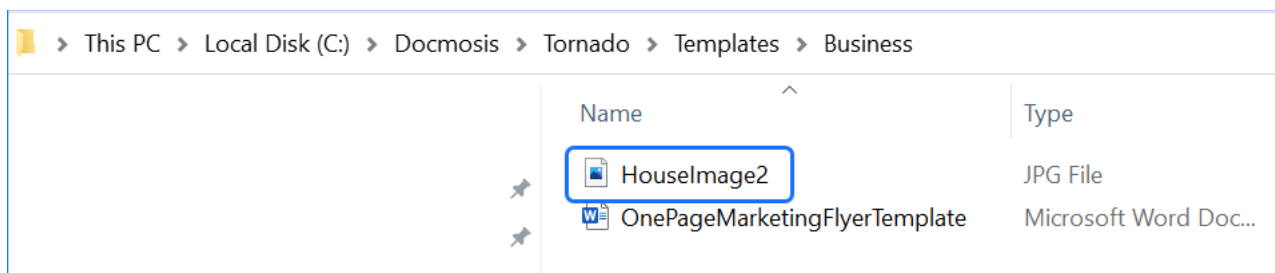 This PC > Local Disk (C:) > Docmosis > Tornado > Templates > Business
Name Type
HouseImage2 JPG File
OnePageMarketingFlyerTemplate Microsoft Word Doc...